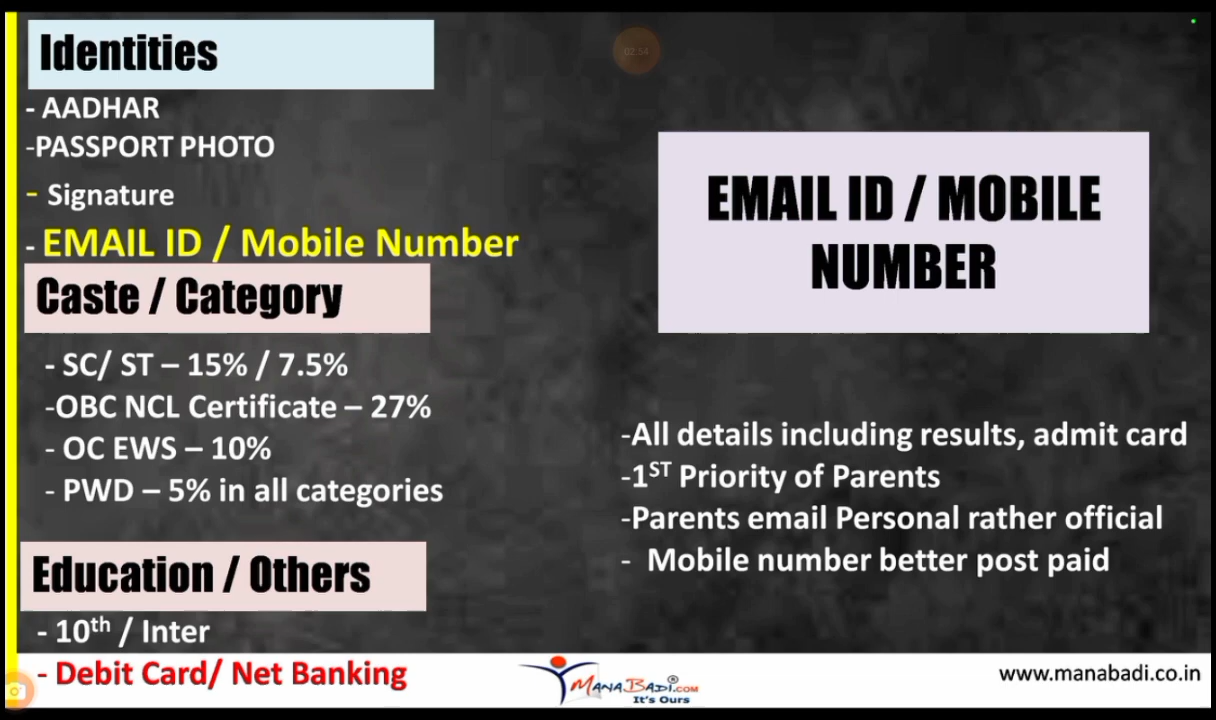 Identities
- AADHAR
-PASSPORT PHOTO
- Signature
- EMAIL ID / Mobile Number
Caste / Category
- SC/ ST – 15% / 7.5%
-OBC NCL Certificate – 27%
- OC EWS – 10%
- PWD – 5% in all categories
Education / Others
- 10th / Inter
- Debit Card/ Net Banking
02:54
EMAIL ID / MOBILE
NUMBER
-All details including results, admit card
-1ST Priority of Parents
-Parents email Personal rather official
- Mobile number better post paid
MANABADI.COM®
It's Ours
www.manabadi.co.in